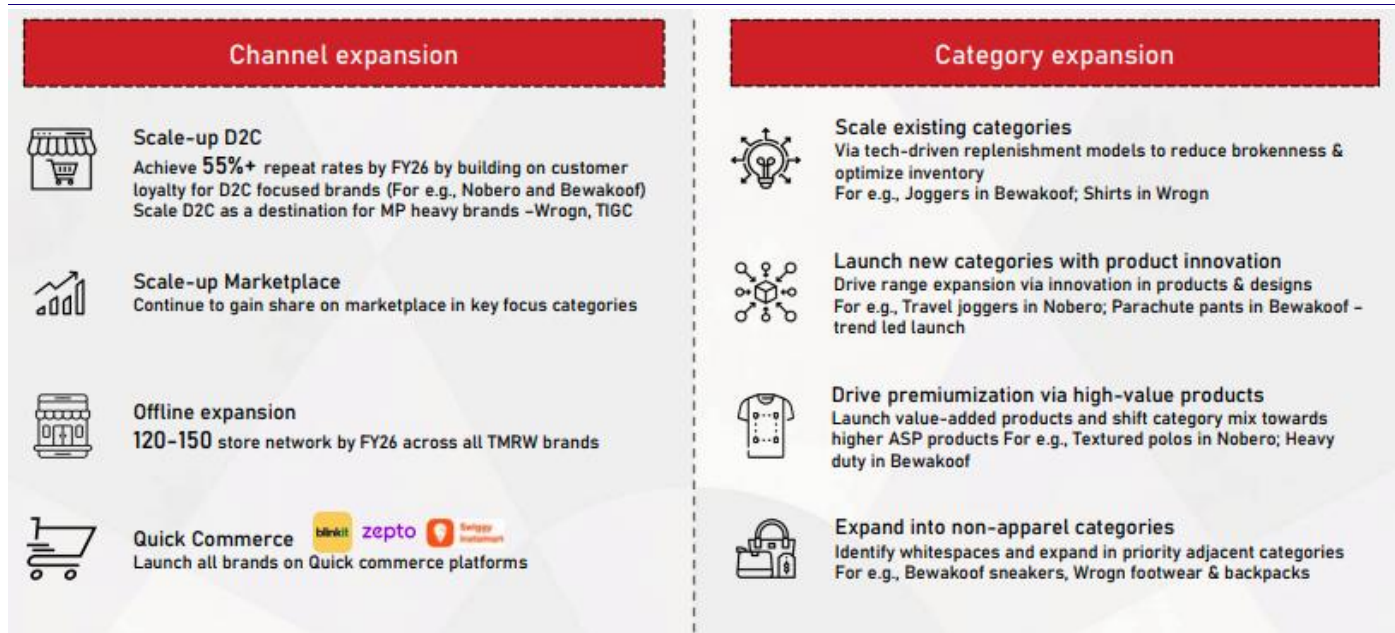 Channel expansion
Scale-up D2C
Achieve 55%+ repeat rates by FY26 by building on customer
loyalty for D2C focused brands (For e.g., Nobero and Bewakoof)
Scale D2C as a destination for MP heavy brands –Wrogn, TIGC
Scale-up Marketplace
Continue to gain share on marketplace in key focus categories
Offline expansion
120-150 store network by FY26 across all TMRW brands
Quick Commerce blinkit zepto Swiggy
Instamart
Launch all brands on Quick commerce platforms
Category expansion
Scale existing categories
Via tech-driven replenishment models to reduce brokenness &
optimize inventory
For e.g., Joggers in Bewakoof; Shirts in Wrogn
Launch new categories with product innovation
Drive range expansion via innovation in products & designs
For e.g., Travel joggers in Nobero; Parachute pants in Bewakoof –
trend led launch
Drive premiumization via high-value products
Launch value-added products and shift category mix towards
higher ASP products For e.g., Textured polos in Nobero; Heavy
duty in Bewakoof
Expand into non-apparel categories
Identify whitespaces and expand in priority adjacent categories
For e.g., Bewakoof sneakers, Wrogn footwear & backpacks